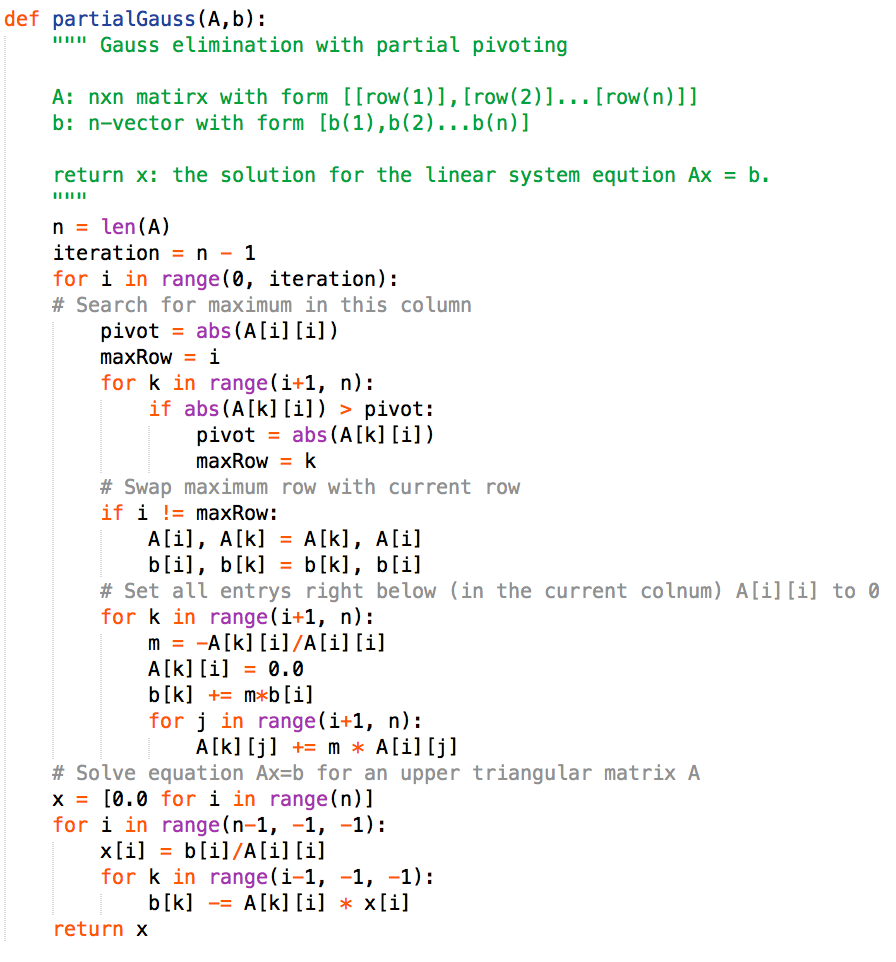 def partialGauss(A,b):
    """ Gauss elimination with partial pivoting

    A: nxn matirx with form [[row(1)],[row(2)]...[row(n)]]
    b: n-vector with form [b(1),b(2)...b(n)]

    return x: the solution for the linear system eqution Ax = b.
    """
    n = len(A)
    iteration = n - 1
    for i in range(0, iteration):
    # Search for maximum in this column
        pivot = abs(A[i][i])
        maxRow = i
        for k in range(i+1, n):
            if abs(A[k][i]) > pivot:
                pivot = abs(A[k][i])
                maxRow = k
        # Swap maximum row with current row
        if i != maxRow:
            A[i], A[k] = A[k], A[i]
            b[i], b[k] = b[k], b[i]
        # Set all entrys right below (in the current colnum) A[i][i] to 0
        for k in range(i+1, n):
            m = -A[k][i]/A[i][i]
            A[k][i] = 0.0
            b[k] += m*b[i]
            for j in range(i+1, n):
                A[k][j] += m * A[i][j]
    # Solve equation Ax=b for an upper triangular matrix A
    x = [0.0 for i in range(n)]
    for i in range(n-1, -1, -1):
        x[i] = b[i]/A[i][i]
        for k in range(i-1, -1, -1):
            b[k] -= A[k][i] * x[i]
    return x